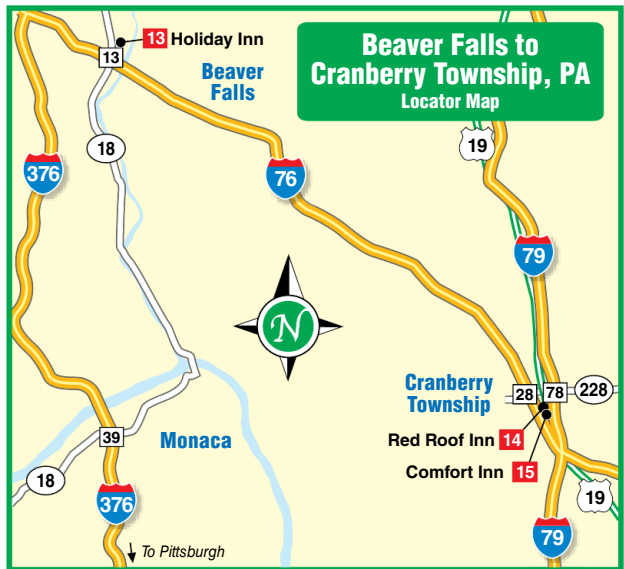 Beaver Falls to
Cranberry Township, PA
Locator Map
13 Holiday Inn
13
Beaver
Falls
18
19
376
76
79
N
Cranberry
Township
28
78
228
Red Roof Inn 14
Comfort Inn 15
39
Monaca
18
376
19
79
To Pittsburgh